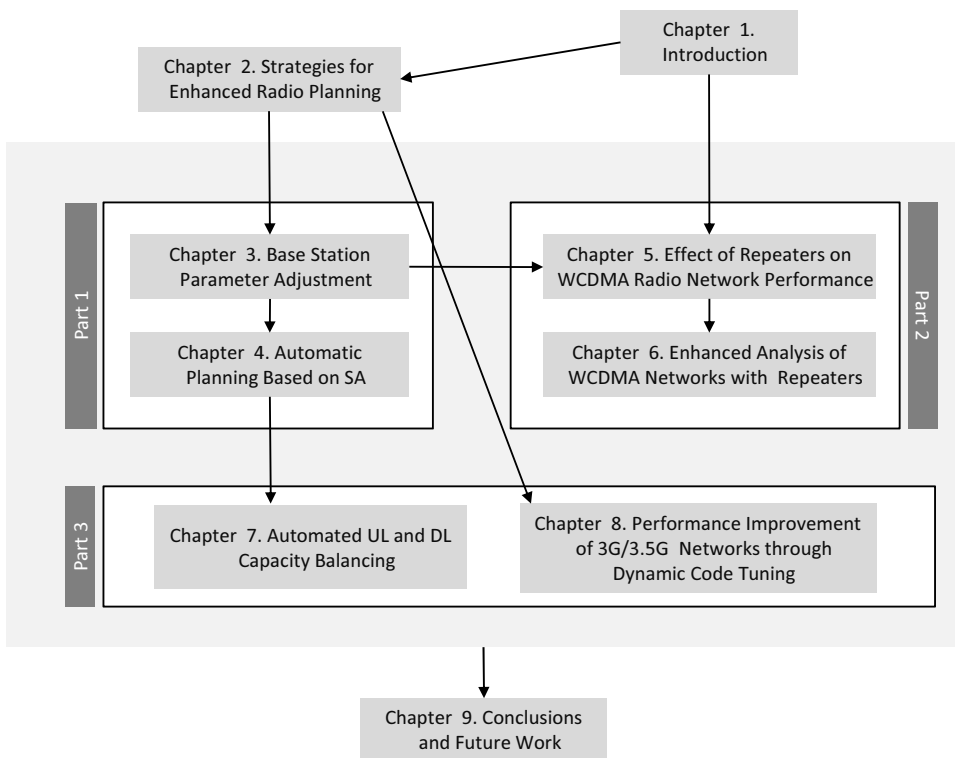 Chapter 1.
Introduction
Chapter 2. Strategies for
Enhanced Radio Planning
Part 1
Chapter 3. Base Station
Parameter Adjustment
Chapter 4. Automatic
Planning Based on SA
Chapter 5. Effect of Repeaters on
WCDMA Radio Network Performance
Chapter 6. Enhanced Analysis of
WCDMA Networks with Repeaters
Part 2
Part 3
Chapter 7. Automated UL and DL
Capacity Balancing
Chapter 8. Performance Improvement
of 3G/3.5G Networks through
Dynamic Code Tuning
Chapter 9. Conclusions
and Future Work